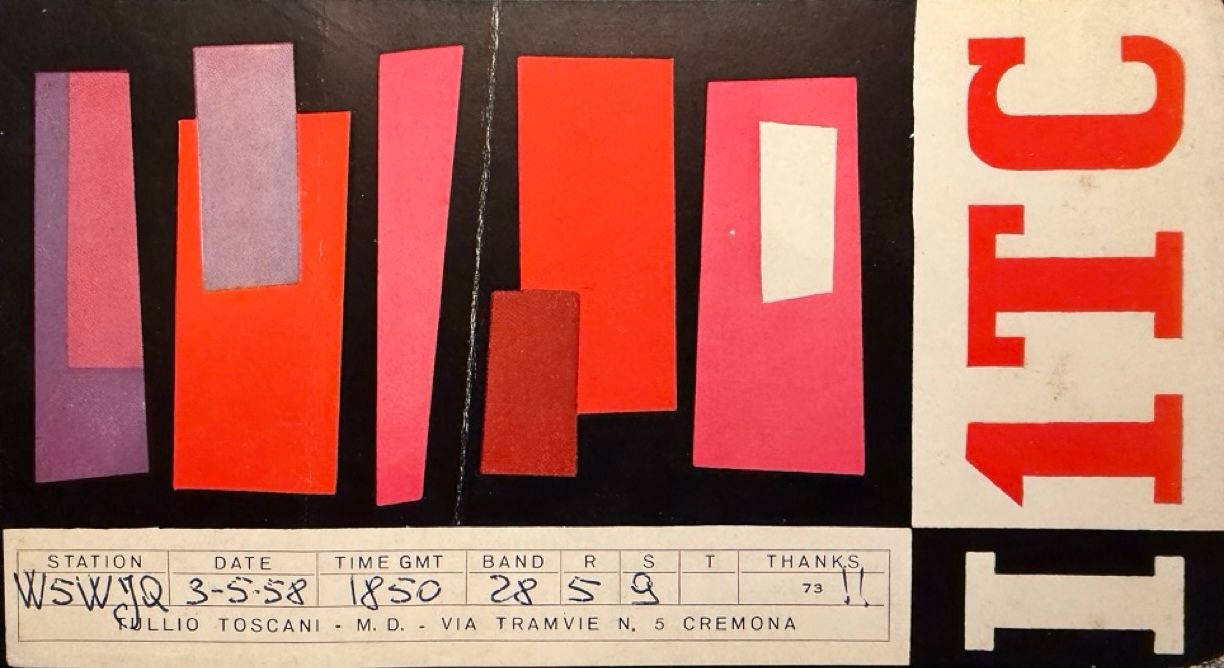 I1TC
STATION DATE TIME GMT BAND R S T THANKS
W5WJQ 3-5-58 1850 28 5 9 73 !!
TULLIO TOSCANI - M. D. - VIA TRAMVIE N. 5 CREMONA